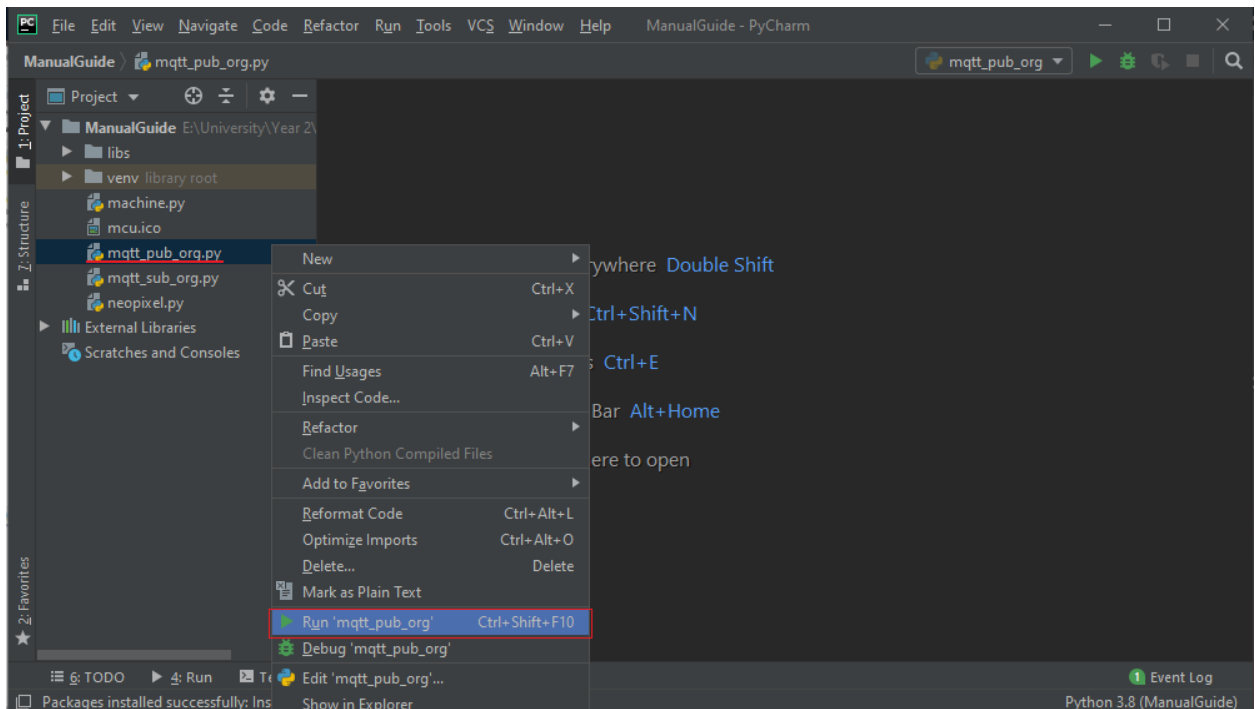 PC File Edit View Navigate Code Refactor Run Tools VCS Window Help ManualGuide - PyCharm
ManualGuide mqtt_pub_org.py mqtt_pub_org
1: Project
7: Structure
2: Favorites
Project
ManualGuide E:\University\Year 2\
libs
venv library root
machine.py
mcu.ico
mqtt_pub_org.py
mqtt_sub_org.py
neopixel.py
External Libraries
Scratches and Consoles
New
Cut Ctrl+X
Copy
Paste Ctrl+V
Find Usages Alt+F7
Inspect Code...
Refactor
Clean Python Compiled Files
Add to Favorites
Reformat Code Ctrl+Alt+L
Optimize Imports Ctrl+Alt+O
Delete... Delete
Mark as Plain Text
Run 'mqtt_pub_org' Ctrl+Shift+F10
Debug 'mqtt_pub_org'
Edit 'mqtt_pub_org'...
Show in Explorer
ywhere Double Shift
Ctrl+Shift+N
s Ctrl+E
Bar Alt+Home
ere to open
6: TODO 4: Run Te 1 Event Log
Packages installed successfully: Ins Python 3.8 (ManualGuide)